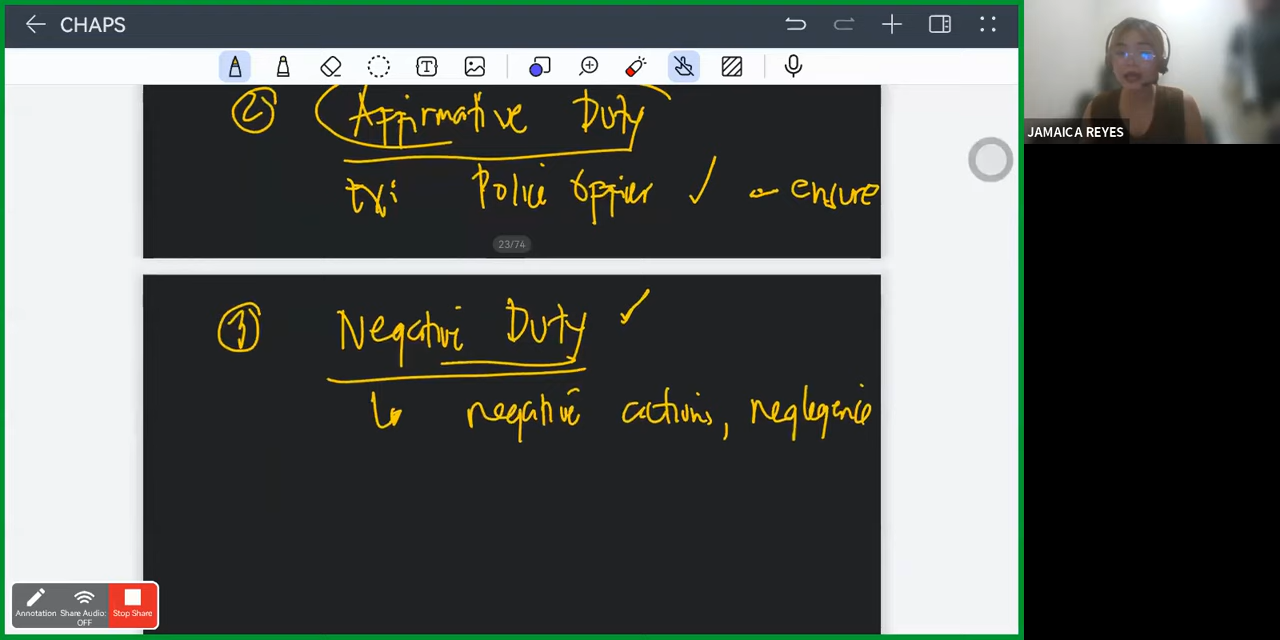 CHAPS
JAMAICA REYES
② Affirmative Duty
Ex: Police Officer ✓ - ensure
23/74
③ Negative Duty ✓
↳ negative actions, neglegence
Annotation
Share Audio: OFF
Stop Share